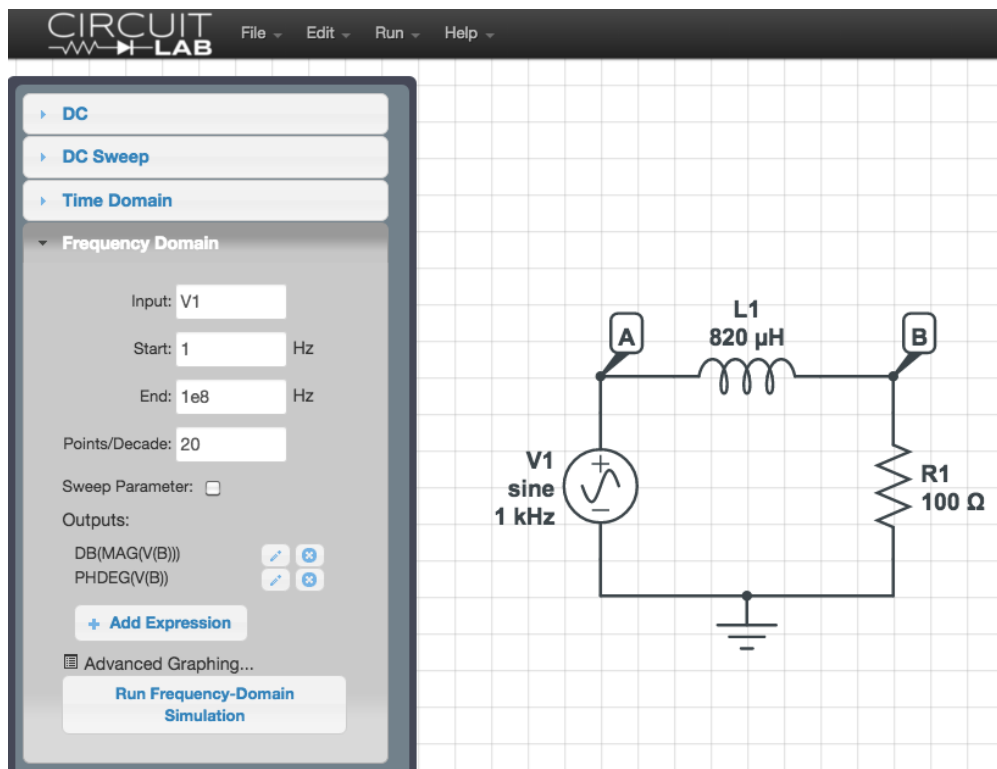 CIRCUIT
LAB
File
Edit
Run
Help
DC
DC Sweep
Time Domain
Frequency Domain
Input: V1
Start: 1 Hz
End: 1e8 Hz
Points/Decade: 20
Sweep Parameter:
Outputs:
DB(MAG(V(B)))
PHDEG(V(B))
+ Add Expression
Advanced Graphing...
Run Frequency-Domain
Simulation
L1
820 µH
A
B
V1
sine
1 kHz
R1
100 Ω